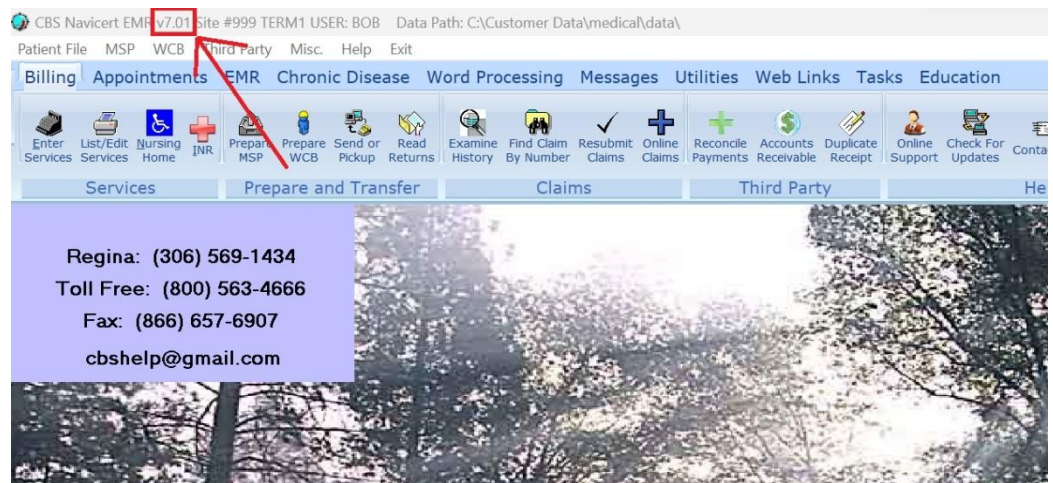 CBS Navicert EMR v7.01 Site #999 TERM1 USER: BOB Data Path: C:\Customer Data\medical\data\
Patient File MSP WCB Third Party Misc. Help Exit
Billing Appointments EMR Chronic Disease Word Processing Messages Utilities Web Links Tasks Education
Enter Services List/Edit Services Nursing Home INR Prepare MSP Prepare WCB Send or Pickup Read Returns Examine History Find Claim By Number Resubmit Claims Online Claims Reconcile Payments Accounts Receivable Duplicate Receipt Online Support Check For Updates Conta
Services Prepare and Transfer Claims Third Party He
Regina: (306) 569-1434
Toll Free: (800) 563-4666
Fax: (866) 657-6907
cbshelp@gmail.com